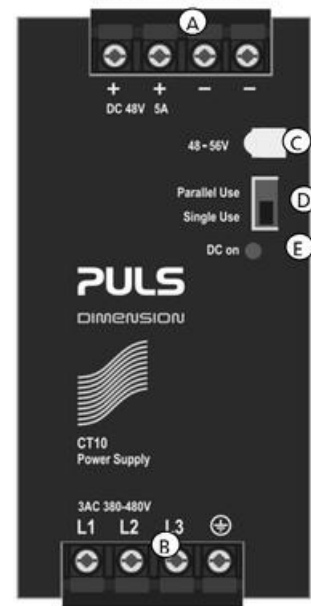 A
+ + − −
DC 48V 5A
48-56V C
Parallel Use D
Single Use
DC on E
PULS
DIMENSION
CT10
Power Supply
3AC 380-480V
L1 L2 L3
B